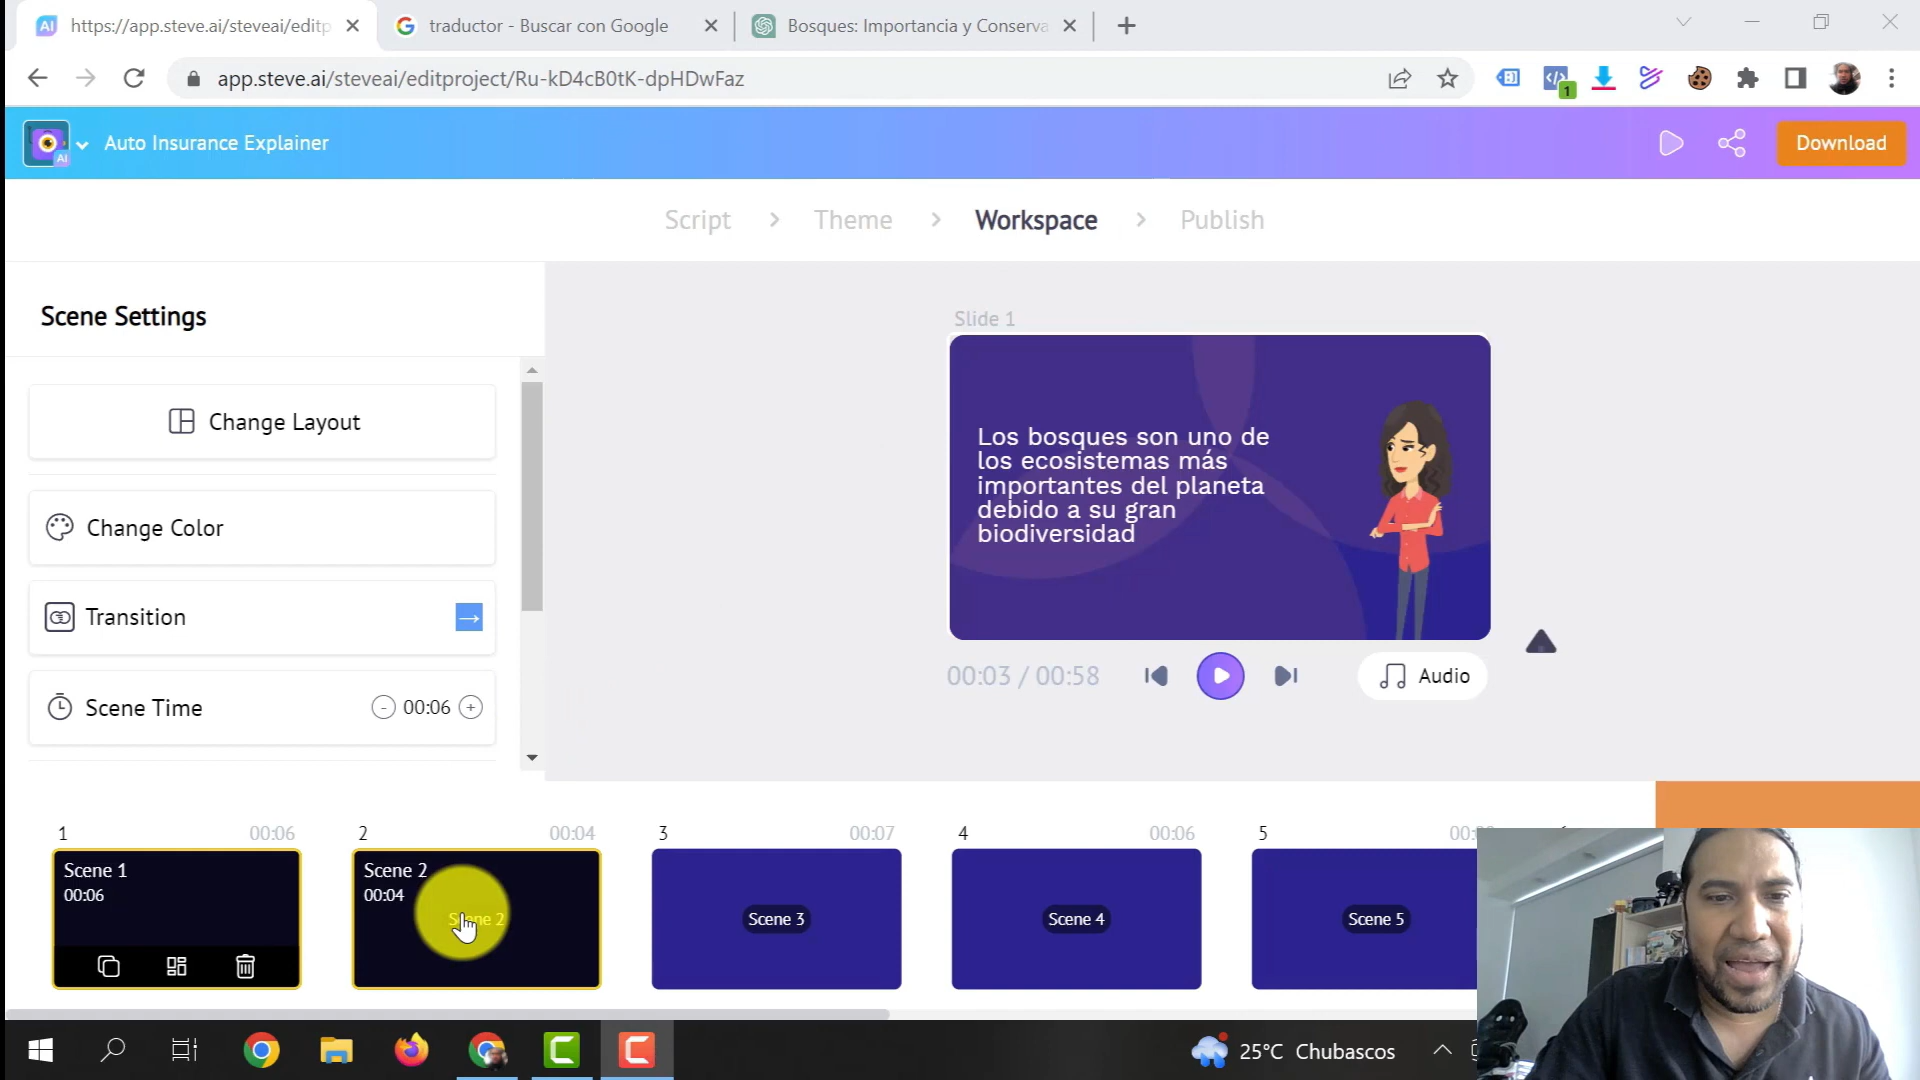 https://app.steve.ai/steveai/editp
traductor - Buscar con Google
Bosques: Importancia y Conserva
app.steve.ai/steveai/editproject/Ru-kD4cB0tK-dpHDwFaz
1
AI
Auto Insurance Explainer
Download
Script
Theme
Workspace
Publish
Scene Settings
Change Layout
Change Color
Transition
Scene Time
00:06
Slide 1
Los bosques son uno de
los ecosistemas más
importantes del planeta
debido a su gran
biodiversidad
00:03 / 00:58
Audio
1 00:06
Scene 1
00:06
2 00:04
Scene 2
00:04
Scene 2
3 00:07
Scene 3
4 00:06
Scene 4
5
Scene 5
25°C Chubascos